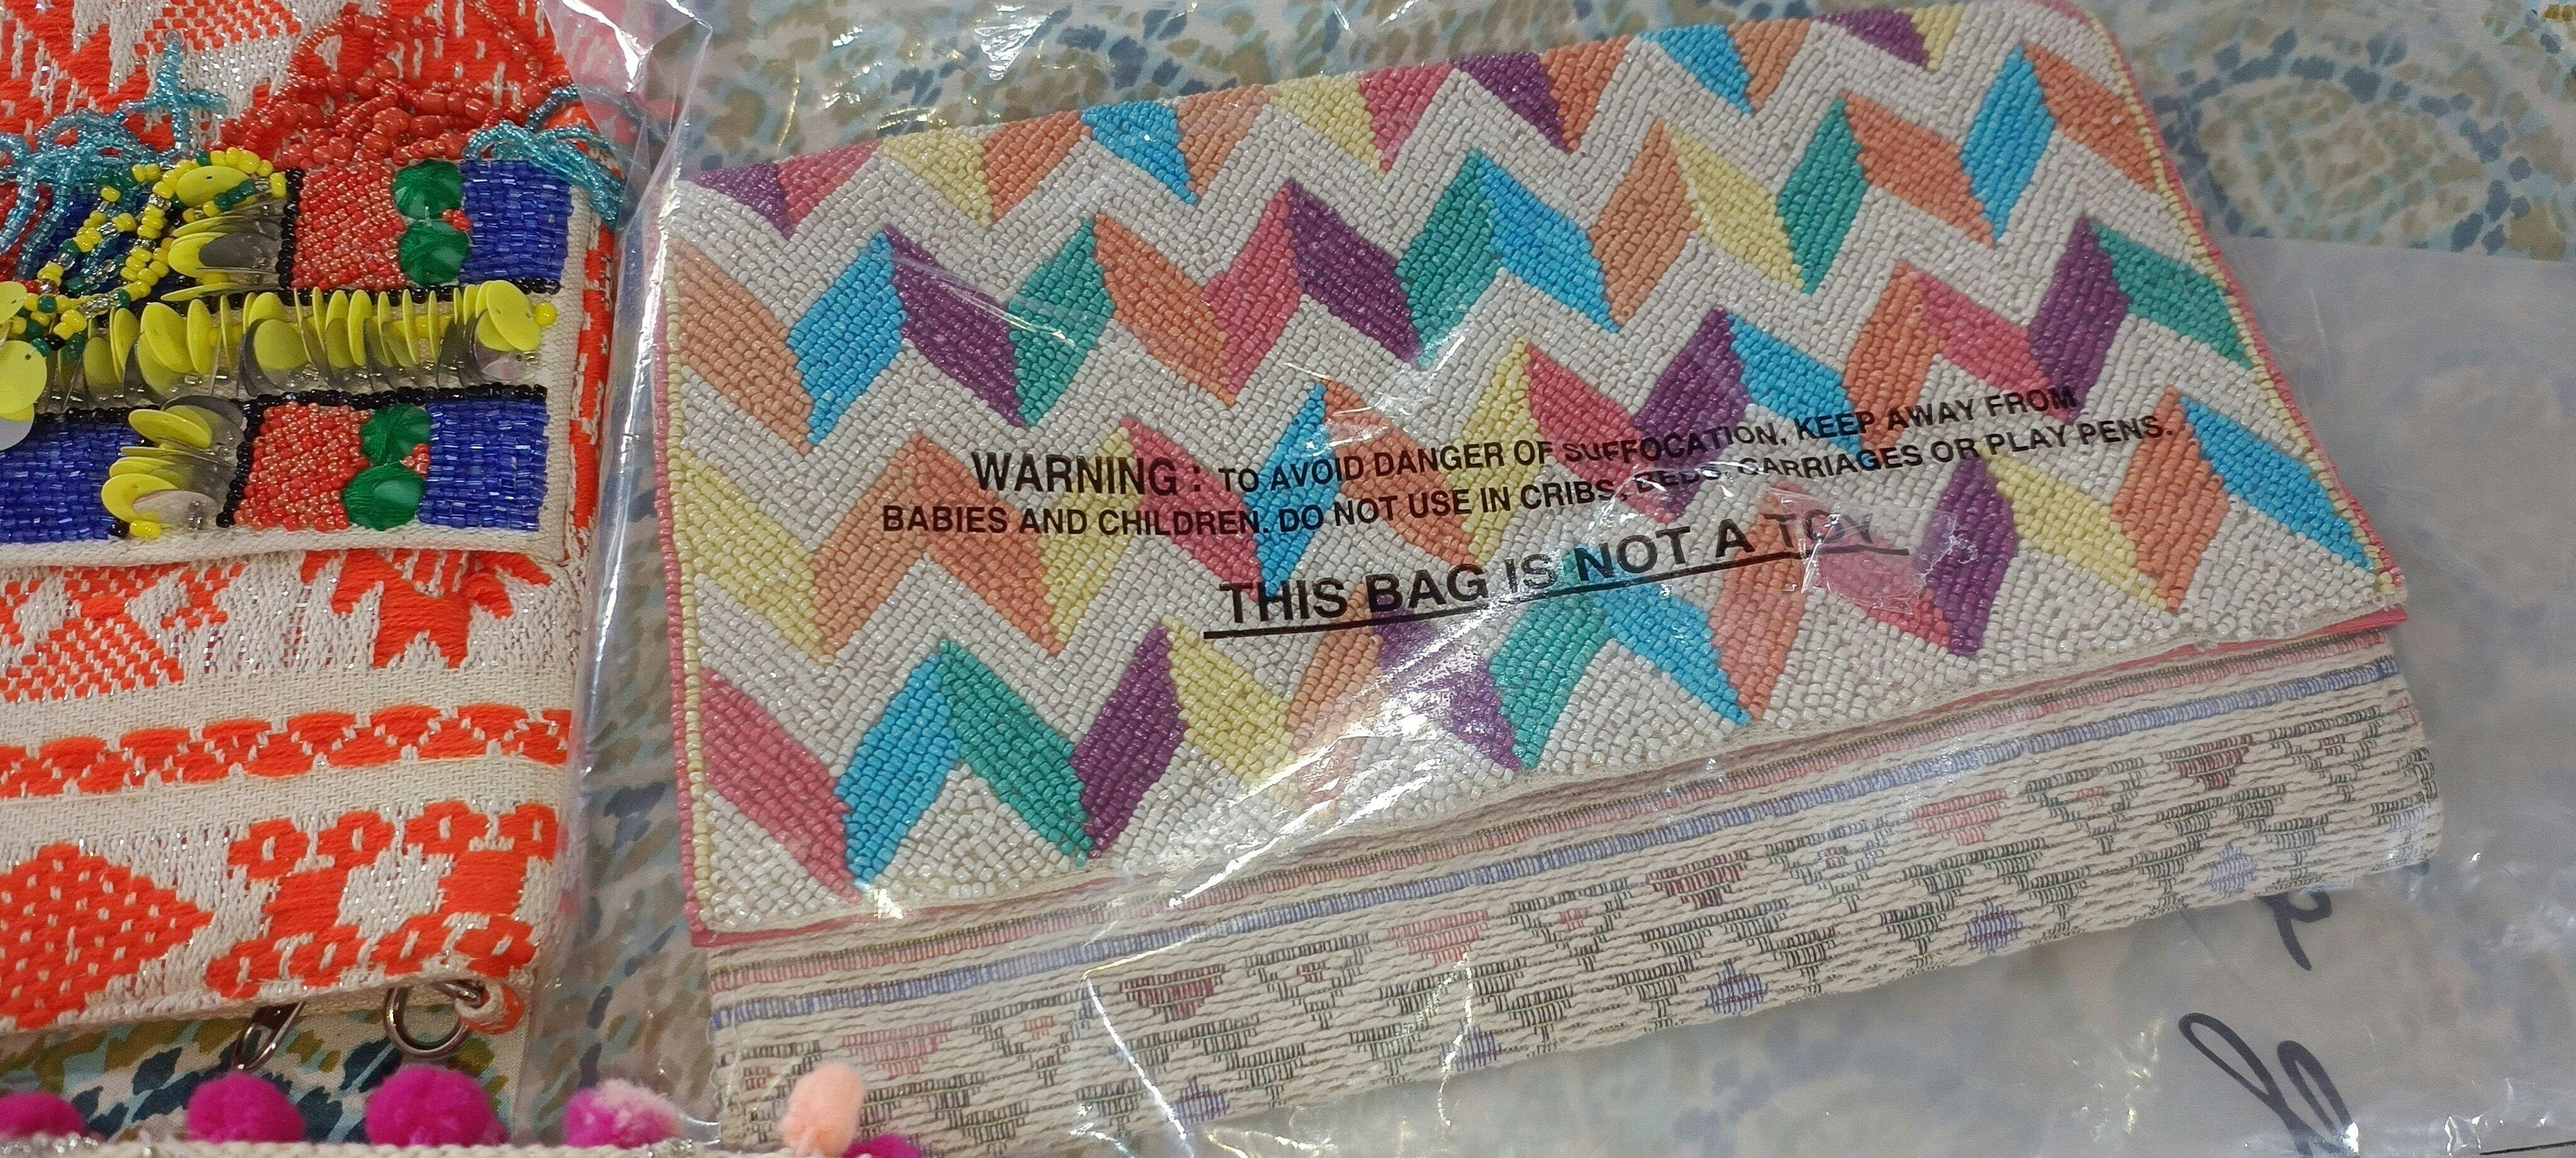 WARNING : TO AVOID DANGER OF SUFFOCATION, KEEP AWAY FROM
BABIES AND CHILDREN. DO NOT USE IN CRIBS, BEDS, CARRIAGES OR PLAY PENS.
THIS BAG IS NOT A TOY